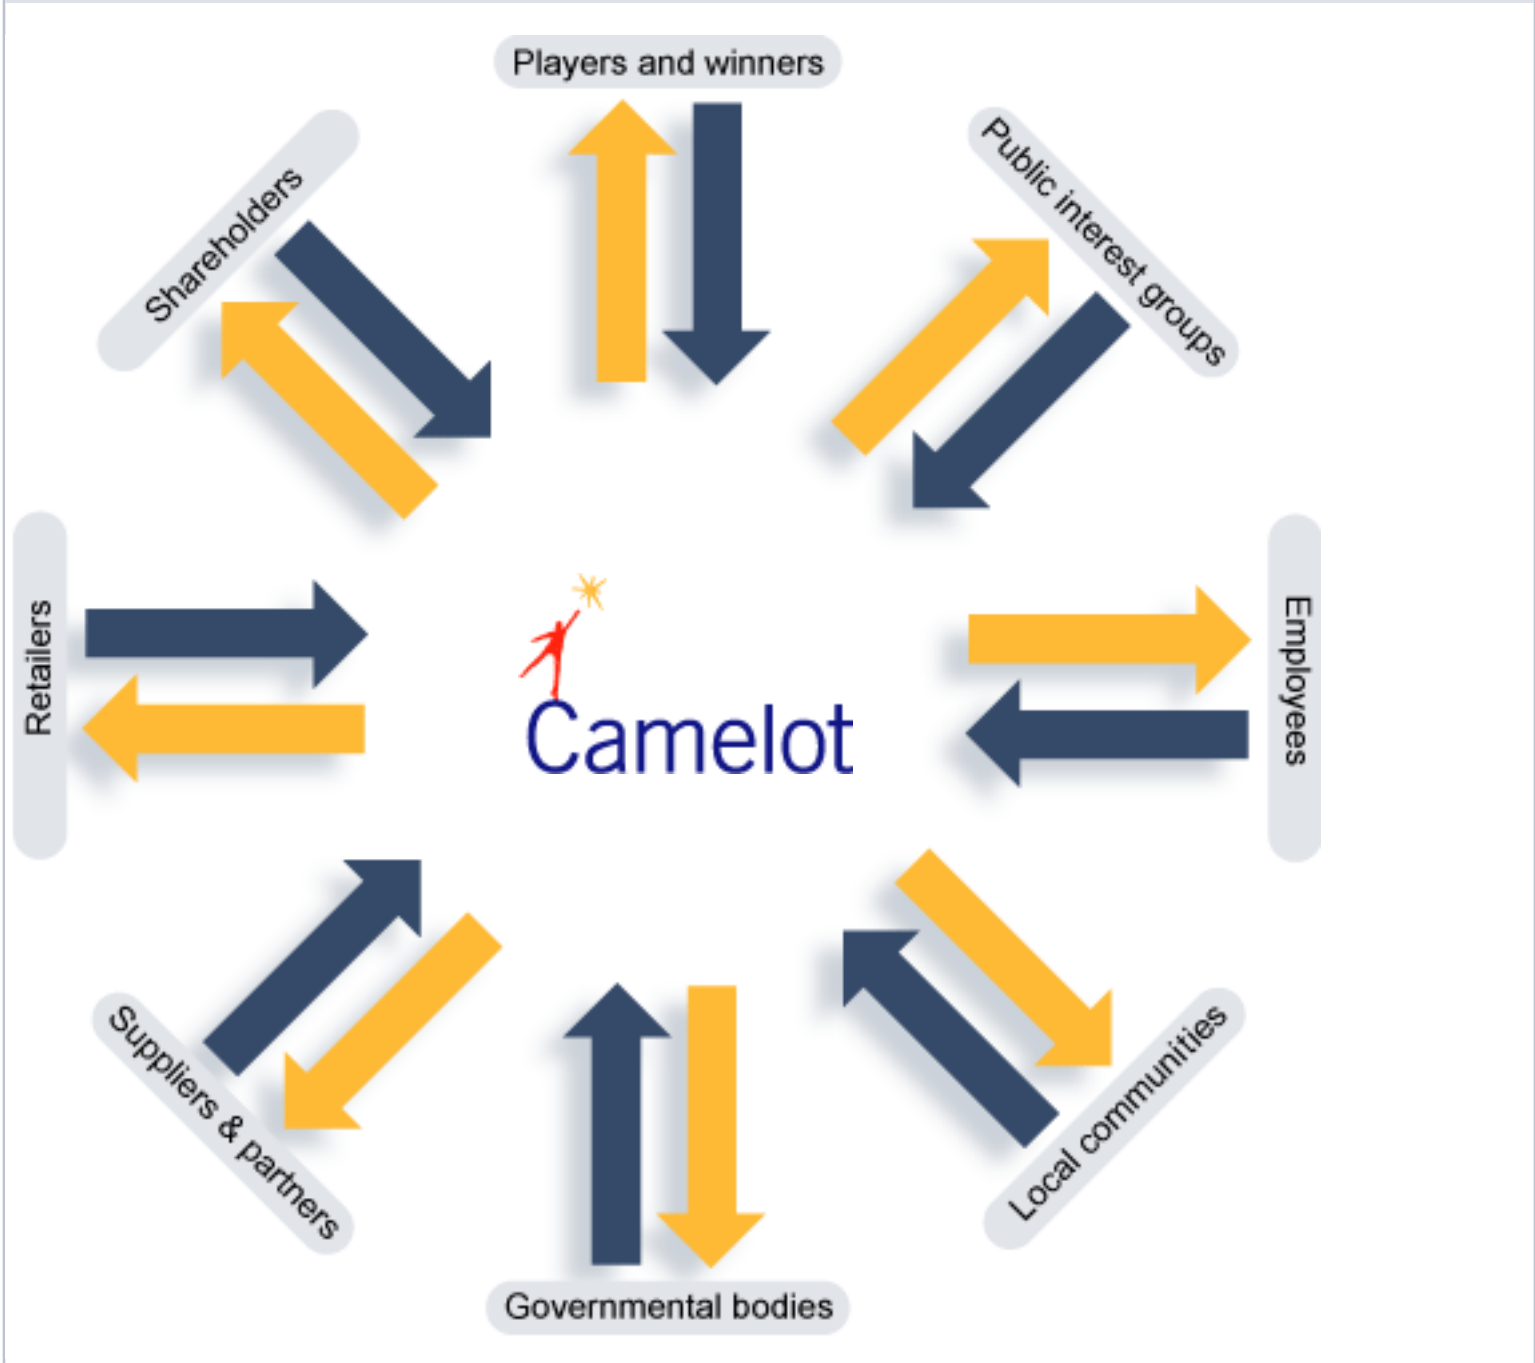 Players and winners
Public interest groups
Employees
Local communities
Governmental bodies
Suppliers & partners
Retailers
Shareholders
Camelot